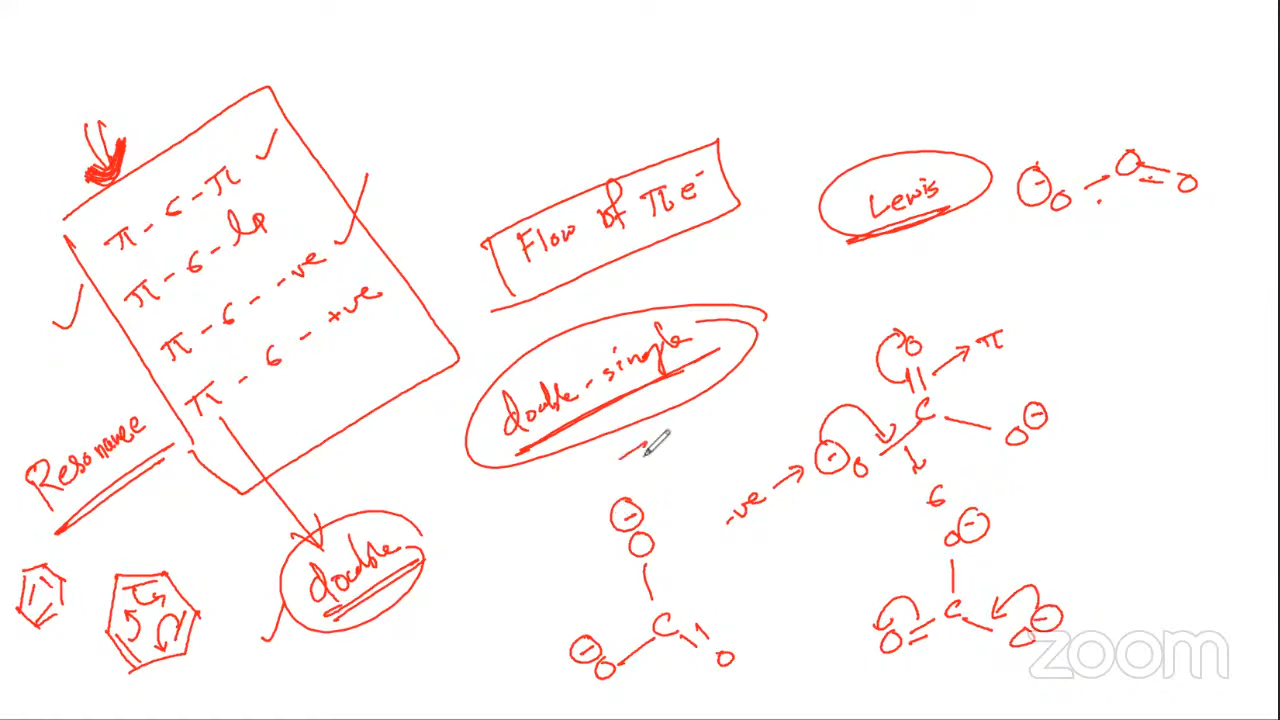 π - σ - π
π - σ - lp
π - σ - -ve
π - σ - +ve
Resonance
double
Flow of πe⁻
double - single
Lewis
⊖
O
O
O
O
π
C
O
⊖
⊖
O
-ve
σ
⊖
O
C
⊖
O
O
O
⊖
C
O
O
⊖
zoom